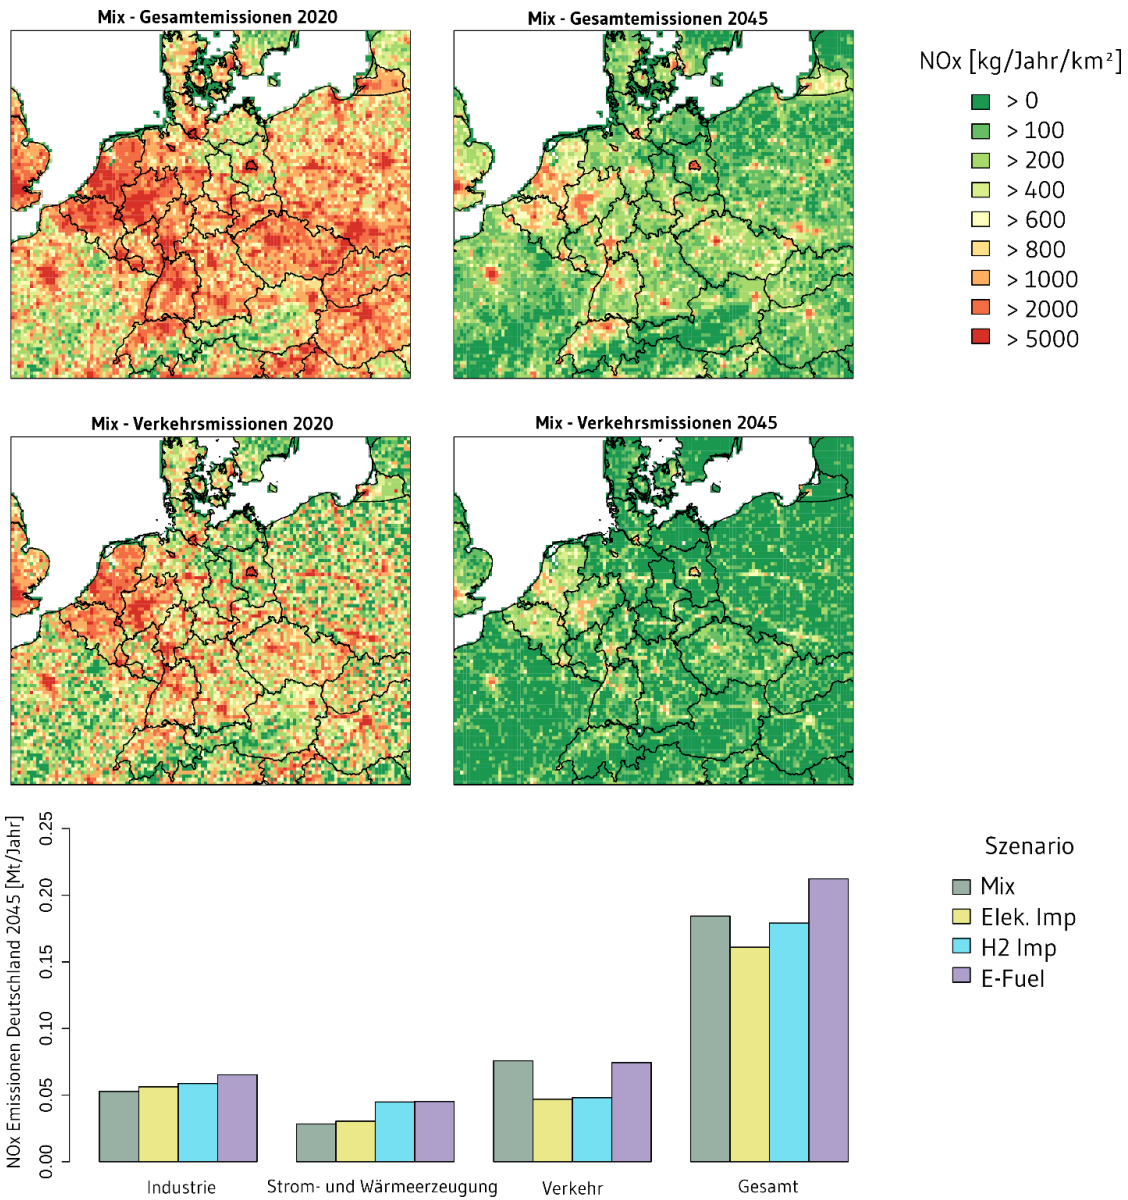 Mix - Gesamtemissionen 2020
Mix - Gesamtemissionen 2045
NOx [kg/Jahr/km²]
> 0
> 100
> 200
> 400
> 600
> 800
> 1000
> 2000
> 5000
Mix - Verkehrsmissionen 2020
Mix - Verkehrsmissionen 2045
NOx Emissionen Deutschland 2045 [Mt/Jahr]
0.25
0.20
0.15
0.10
0.05
0.00
Industrie
Strom- und Wärmeerzeugung
Verkehr
Gesamt
Szenario
Mix
Elek. Imp
H2 Imp
E-Fuel